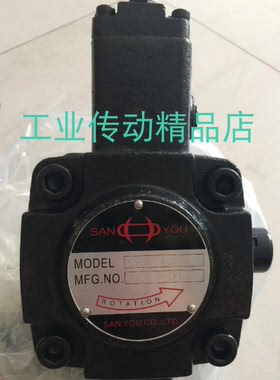 工业传动精品店
SAN YOU
MODEL
MFG.NO.
ROTATION
SANYOU CO.,LTD